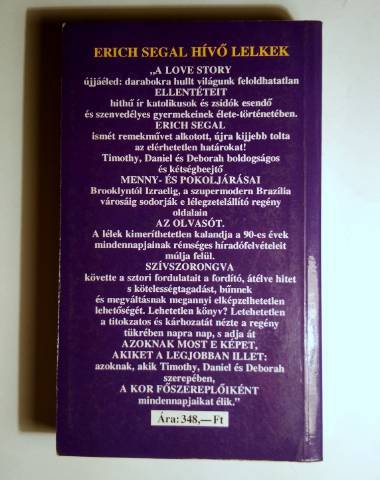 ERICH SEGAL HÍVŐ LELKEK
„A LOVE STORY
újjáéled: darabokra hullt világunk feloldhatatlan
ELLENTÉTEIT
hithű ír katolikusok és zsidók esendő
és szenvedélyes gyermekeinek élete-történetében.
ERICH SEGAL
ismét remekművet alkotott, újra kijjebb tolta
az elérhetetlen határokat!
Timothy, Daniel és Deborah boldogságos
és kétségbeejtő
MENNY- ÉS POKOLJÁRÁSAI
Brooklyntól Izraelig, a szupermodern Brazília
városáig sodorják e lélegzetelállító regény
oldalain
AZ OLVASÓT.
A lélek kimeríthetetlen kalandja a 90-es évek
mindennapjainak rémséges híradófelvételeit
múlja felül.
SZÍVSZORONGVA
követte a sztori fordulatait a fordító, átélve hitet
s kötelességtagadást, bűnnek
és megváltásnak megannyi elképzelhetetlen
lehetőségét. Lehetetlen könyv? Letehetetlen
a titokzatos és kárhozatát nézte a regény
tükrében napra nap, s adja át
AZOKNAK MOST E KÉPET,
AKIKET A LEGJOBBAN ILLET:
azoknak, akik Timothy, Daniel és Deborah
szerepében,
A KOR FŐSZEREPLŐIKÉNT
mindennapjaikat élik.”
Ára: 348,—Ft